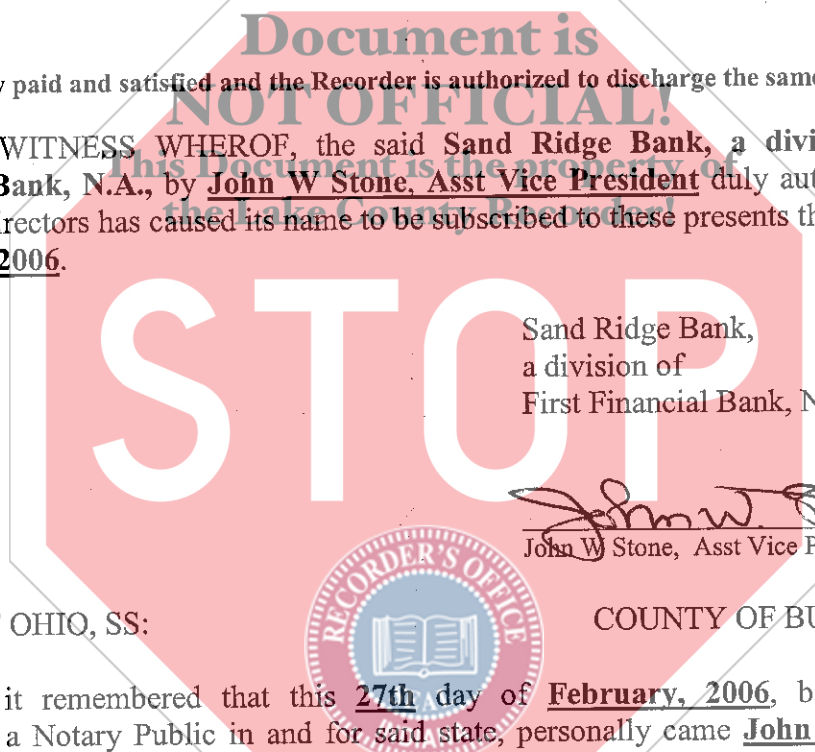 Document is
y paid and satisfied and the Recorder is authorized to discharge the same
NOT OFFICIAL!
WITNESS WHEROF, the said Sand Ridge Bank, a divi
This Document is the property of
Bank, N.A., by John W Stone, Asst Vice President duly aut
the Lake County Recorder!
irectors has caused its name to be subscribed to these presents th
2006.
STOP
Sand Ridge Bank,
a division of
First Financial Bank, N
John W.
John W Stone, Asst Vice P
RECORDER'S OFFICE
OHIO, SS:
COUNTY OF BU
it remembered that this 27th day of February, 2006, b
a Notary Public in and for said state, personally came John